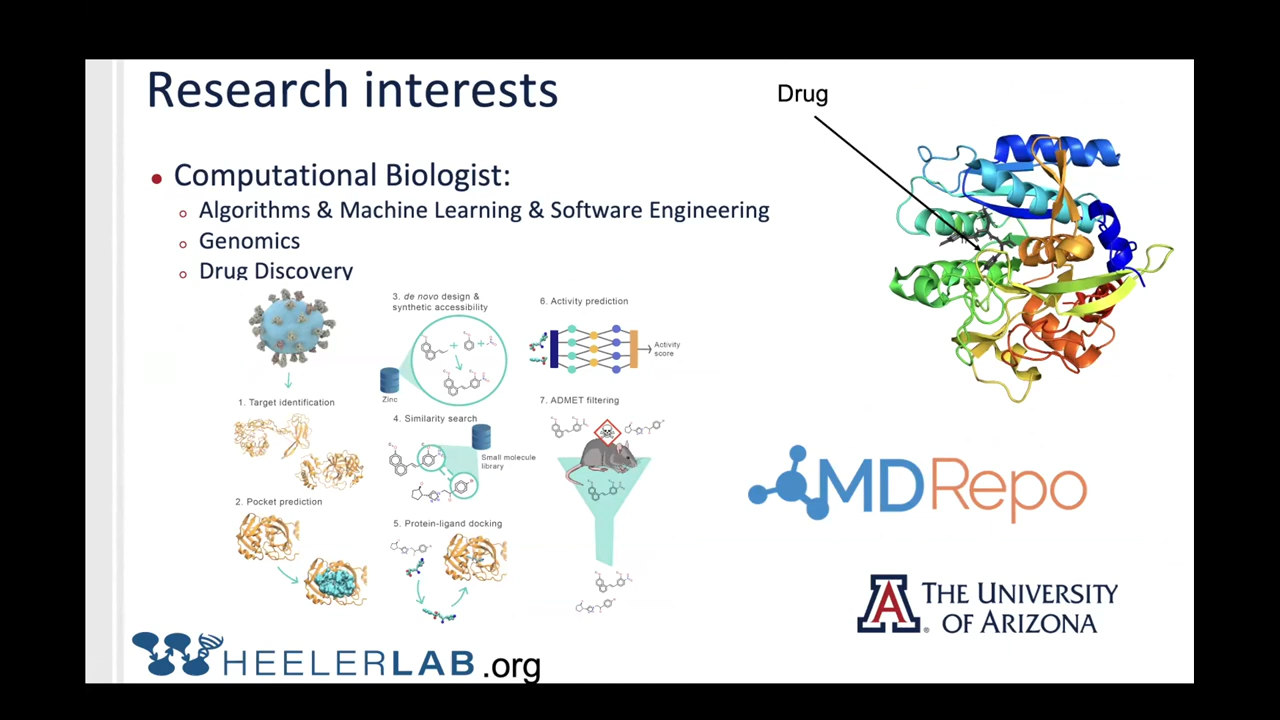 Research interests
Drug
Computational Biologist:
Algorithms & Machine Learning & Software Engineering
Genomics
Drug Discovery
1. Target identification
2. Pocket prediction
3. de novo design &
synthetic accessibility
Zinc
4. Similarity search
Small molecule
library
5. Protein-ligand docking
6. Activity prediction
Activity
score
7. ADMET filtering
MDRepo
A
THE UNIVERSITY
OF ARIZONA
WHEELERLAB.org